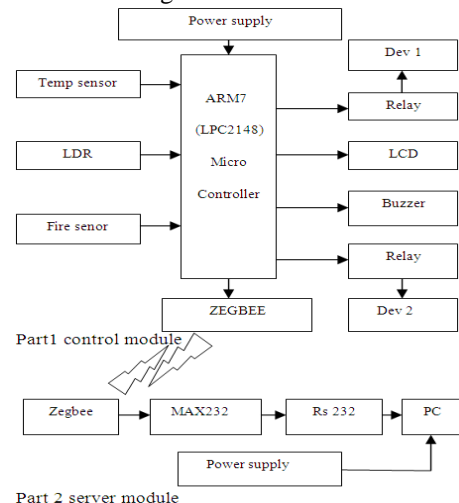 Power supply
Dev 1
Temp sensor
ARM7
(LPC2148)
Micro
Controller
Relay
LDR
LCD
Buzzer
Fire senor
Relay
ZEGBEE
Dev 2
Part1 control module
Zegbee
MAX232
Rs 232
PC
Power supply
Part 2 server module